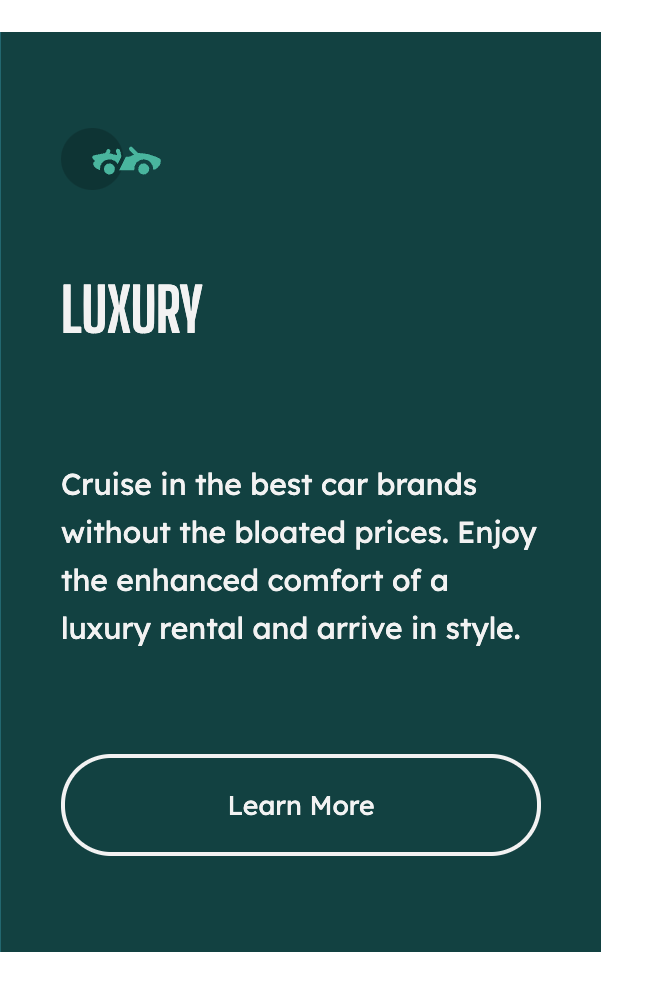 LUXURY
Cruise in the best car brands
without the bloated prices. Enjoy
the enhanced comfort of a
luxury rental and arrive in style.
Learn More